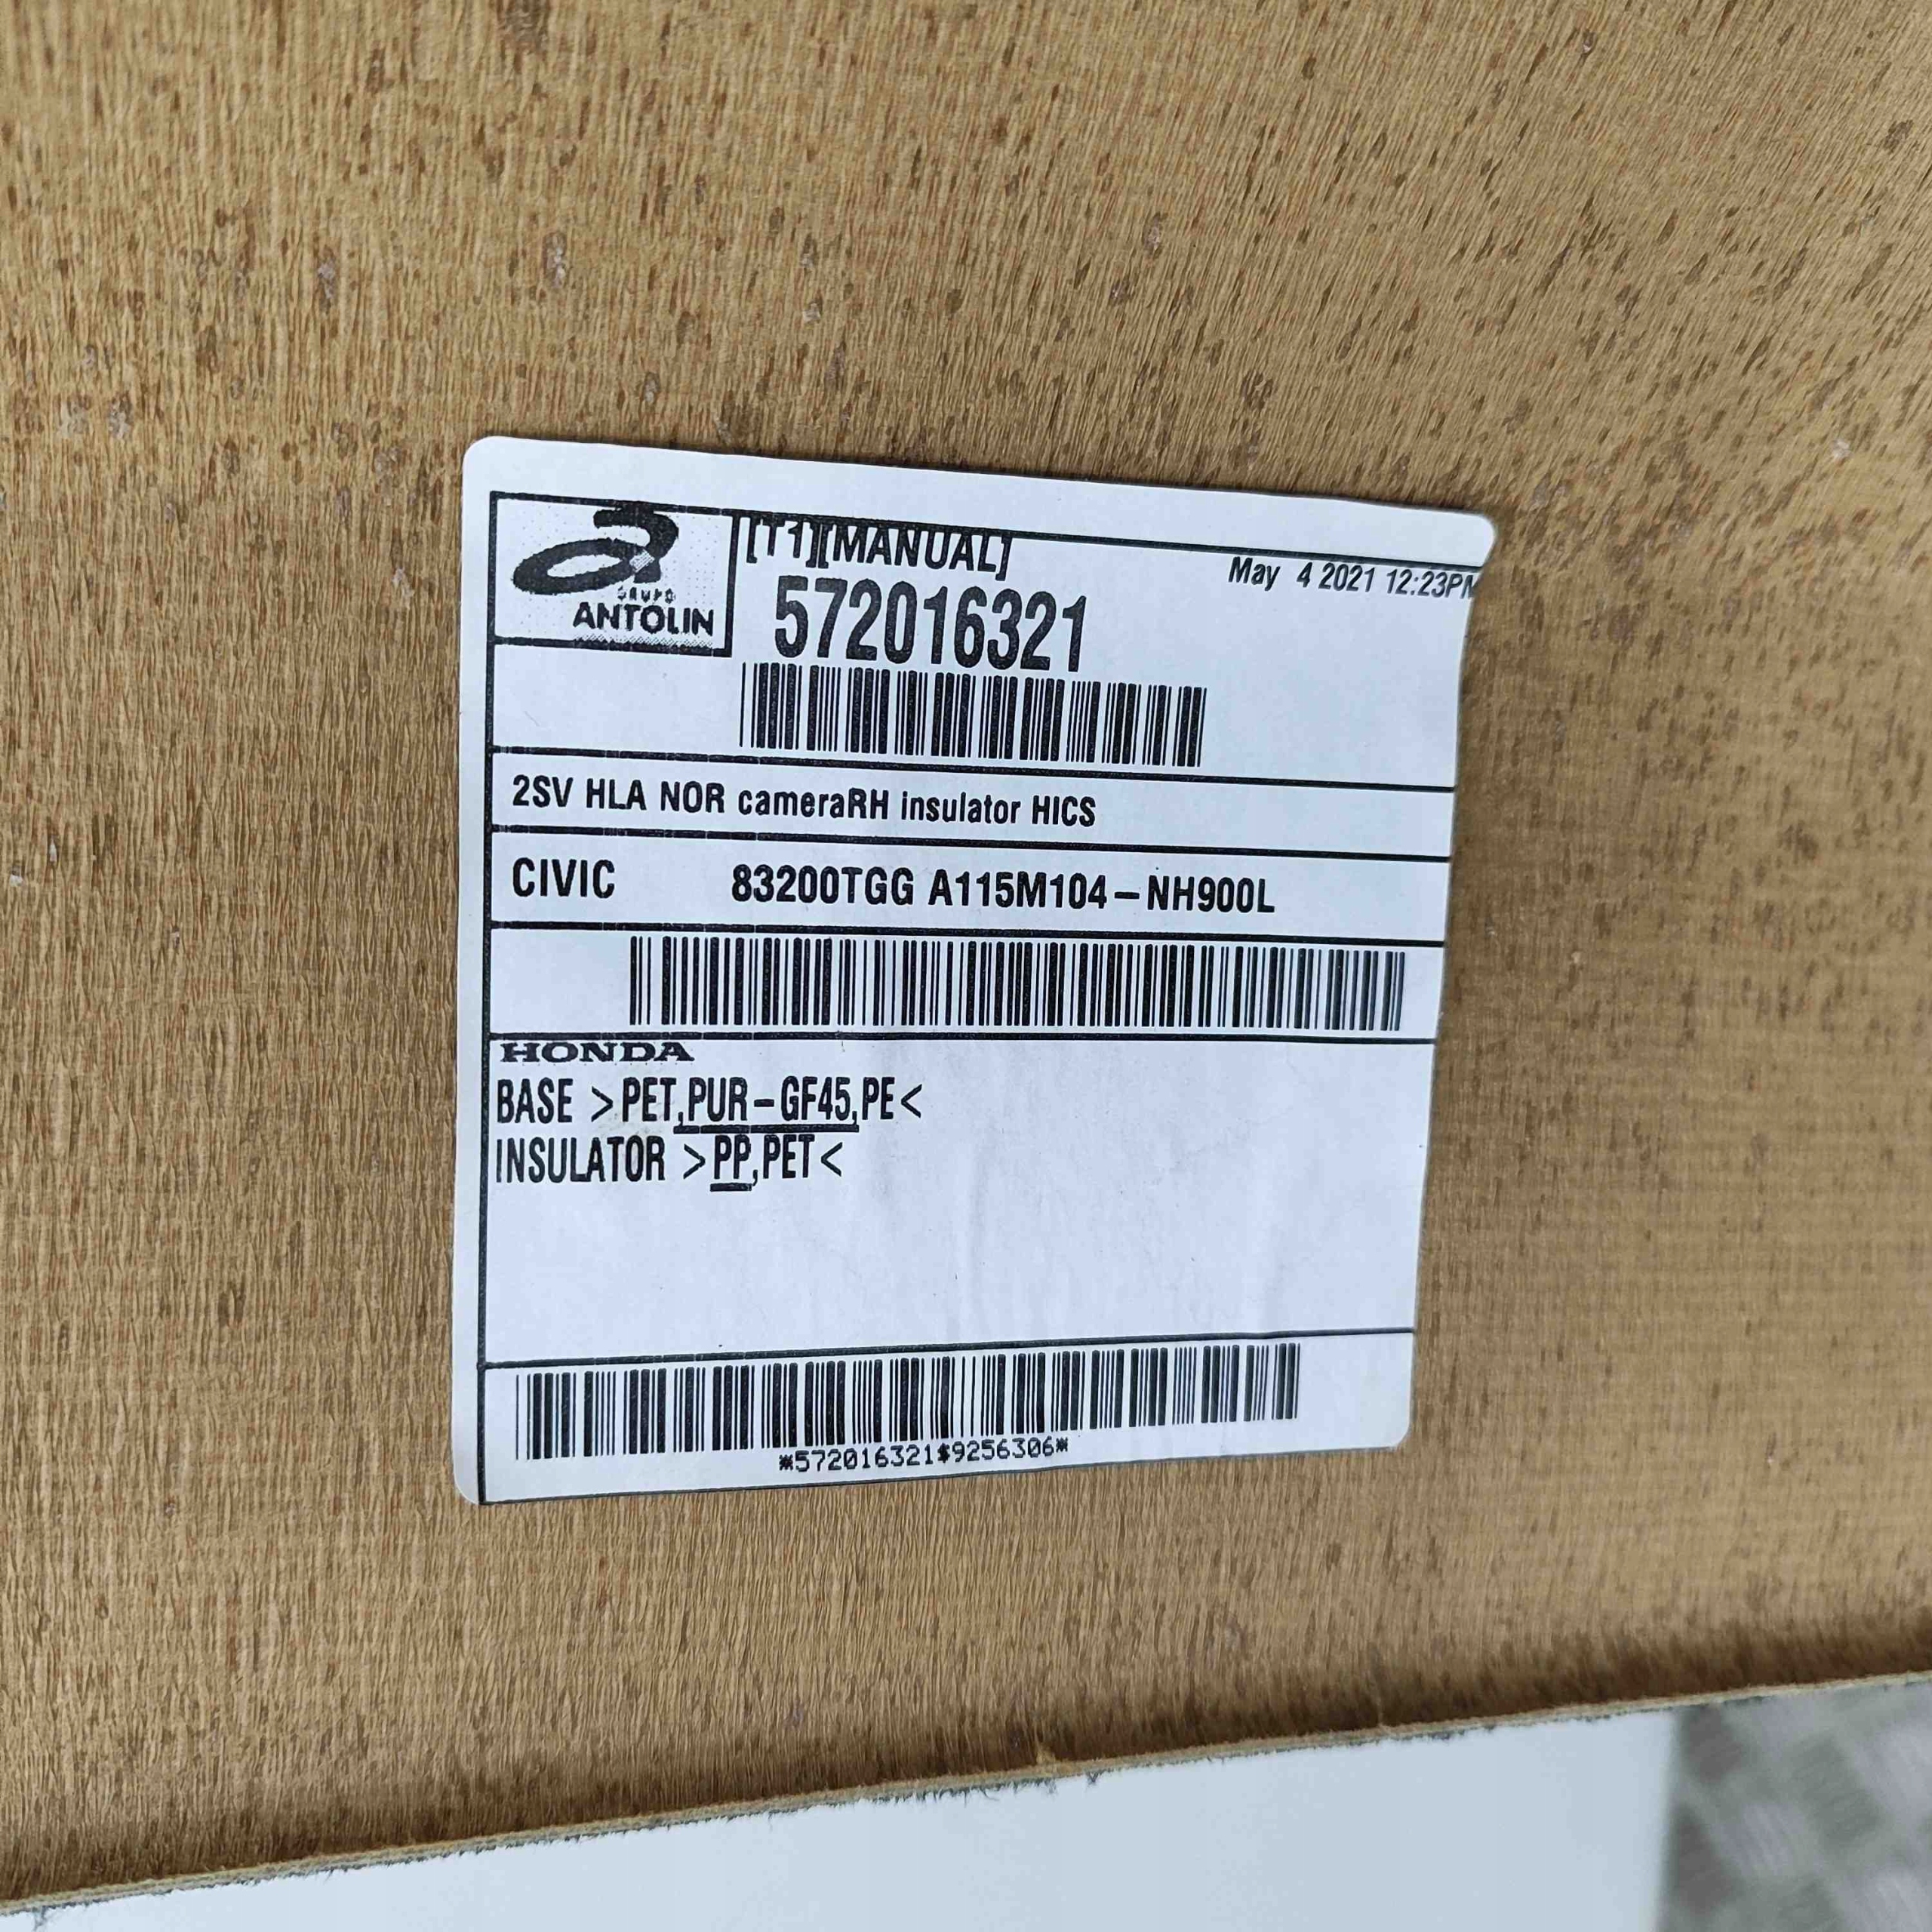 GRUPO
ANTOLIN
[T1][MANUAL]
May 4 2021 12:23PM
572016321
2SV HLA NOR cameraRH insulator HICS
CIVIC 83200TGG A115M104-NH900L
HONDA
BASE >PET,PUR-GF45,PE<
INSULATOR >PP,PET<
*572016321$9256306*